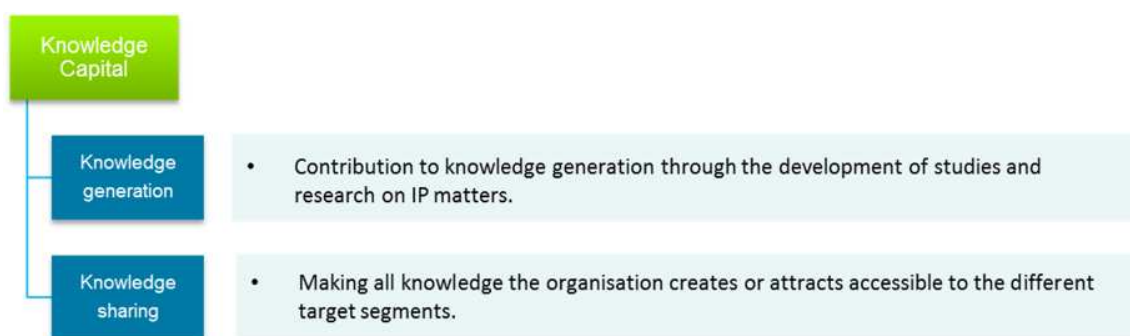 Knowledge
Capital
Knowledge
generation
• Contribution to knowledge generation through the development of studies and
research on IP matters.
Knowledge
sharing
• Making all knowledge the organisation creates or attracts accessible to the different
target segments.